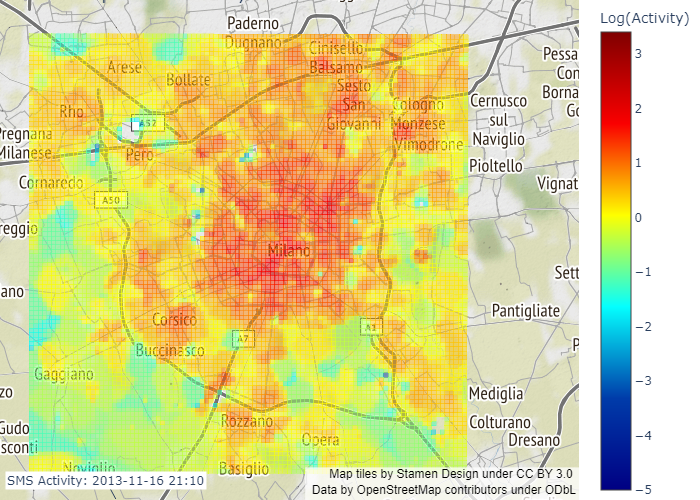 Paderno
Dugnano
Cinisello
Balsamo
Arese
Bollate
Sesto
San
Giovanni
Rho
Cologno
Monzese
Cernusco
sul
Naviglio
Pessa
Con
Borna
Go
A52
Pregnana
Milanese
Pero
Vimodrone
Pioltello
Cornaredo
Vignat
A50
reggio
Milano
Sett
ano
Pantigliate
Corsico
A7
A1
Buccinasco
P
Gaggiano
zo
Mediglia
Rozzano
Colturano
Gudo
sconti
Opera
Dresano
Noviglio
Basiglio
SMS Activity: 2013-11-16 21:10
Map tiles by Stamen Design under CC BY 3.0
Data by OpenStreetMap contributors under ODbL
Log(Activity)
3
2
1
0
−1
−2
−3
−4
−5